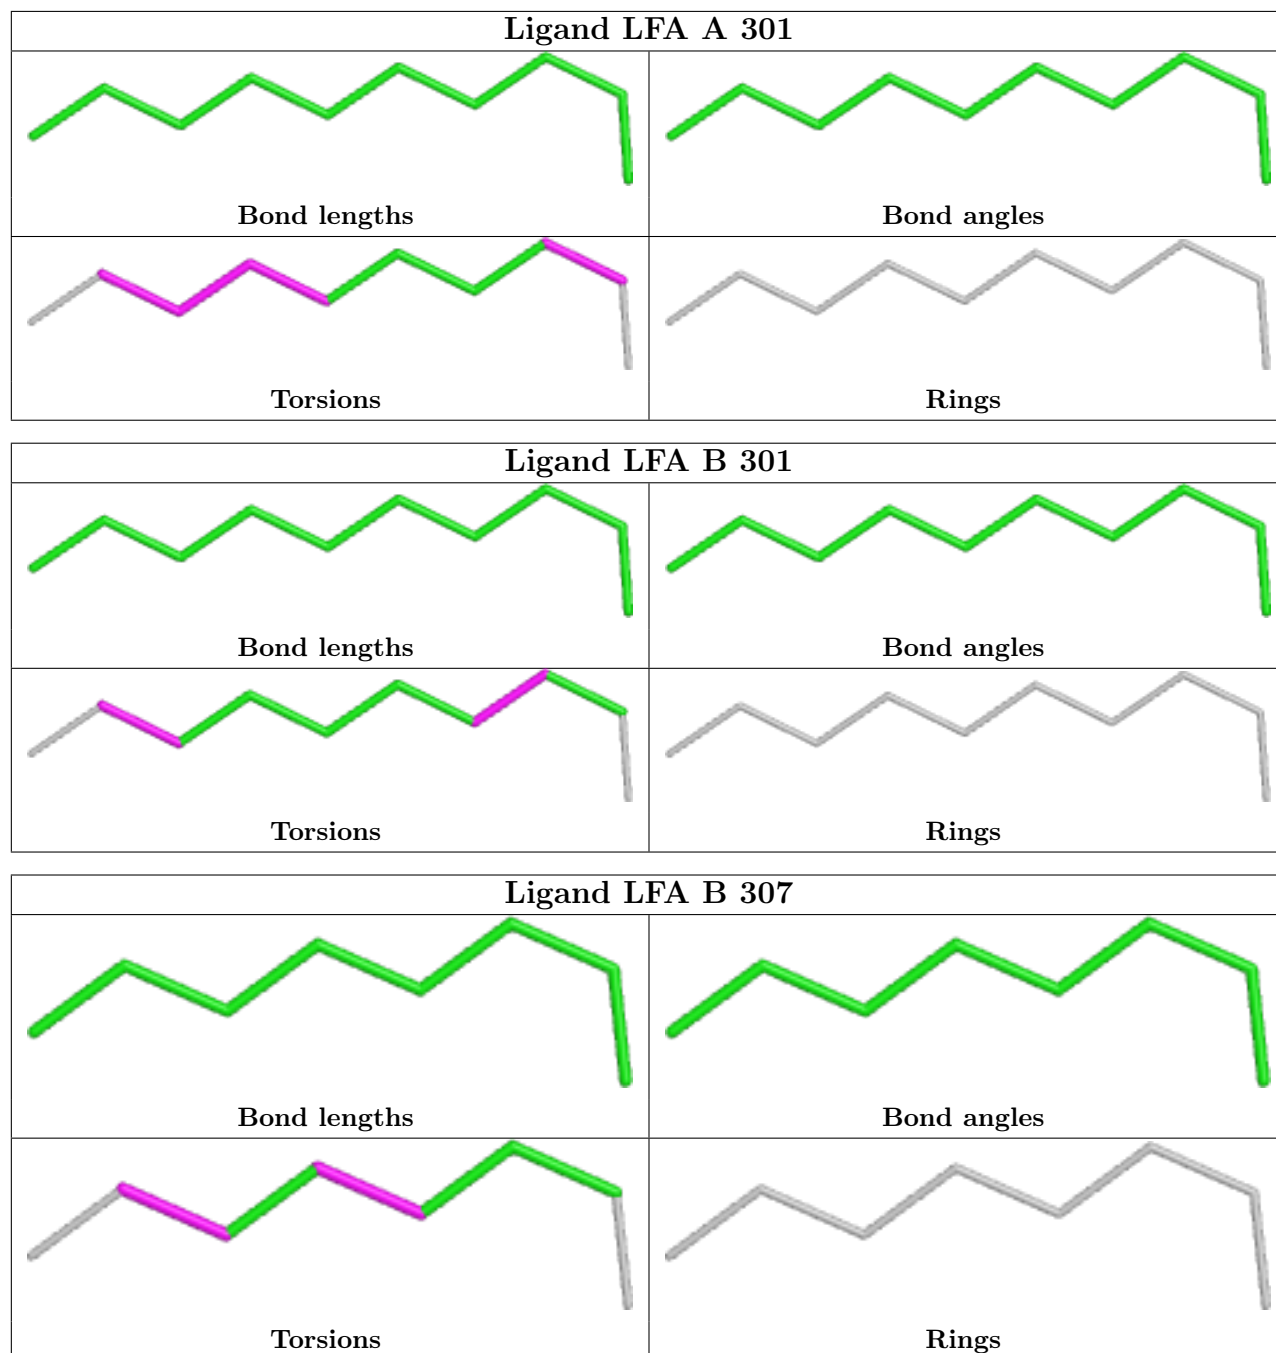 Ligand LFA A 301
Bond lengths
Bond angles
Torsions
Rings
Ligand LFA B 301
Bond lengths
Bond angles
Torsions
Rings
Ligand LFA B 307
Bond lengths
Bond angles
Torsions
Rings